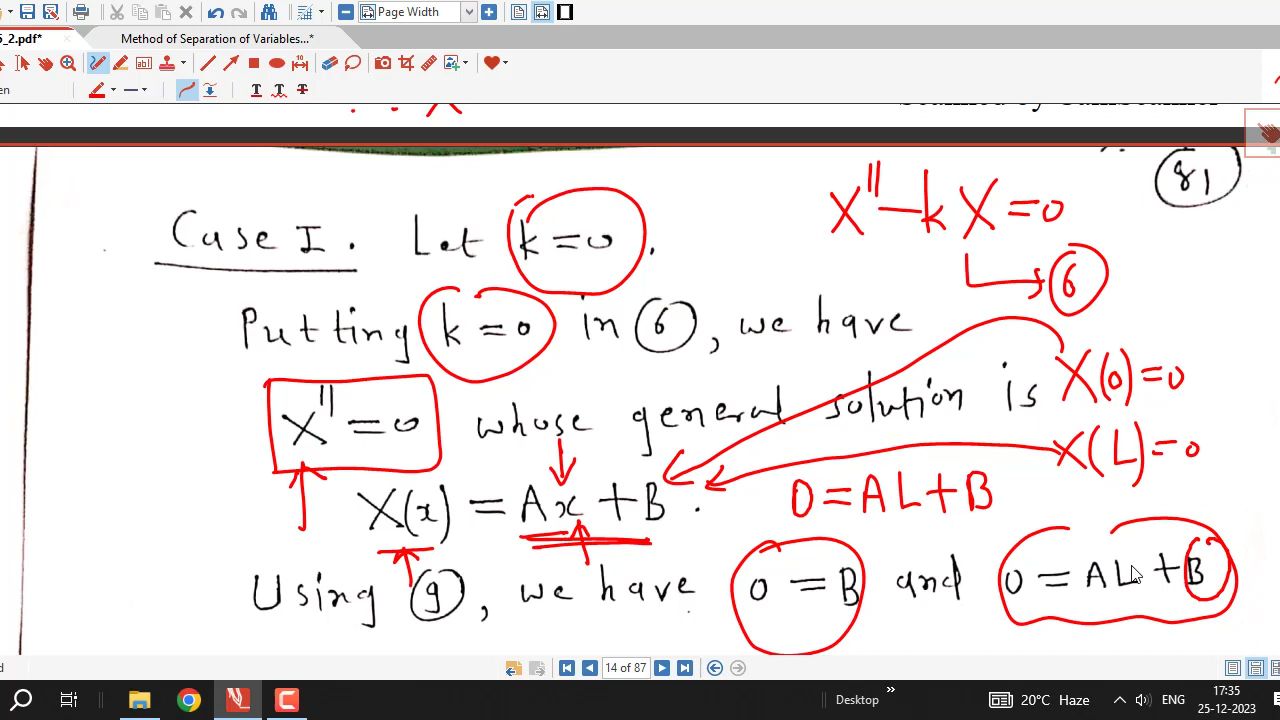 Page Width
5_2.pdf*
Method of Separation of Variables...*
81
X'' - kX = 0
6
Case I. Let k=0.
Putting k=0 in 6, we have
X(0)=0
X''=0 whose general solution is
X(L)=0
X(x) = Ax + B.
0=AL+B
Using 9, we have 0 = B and 0 = AL + B
14 of 87
Desktop
»
20°C Haze
ENG
17:35
25-12-2023